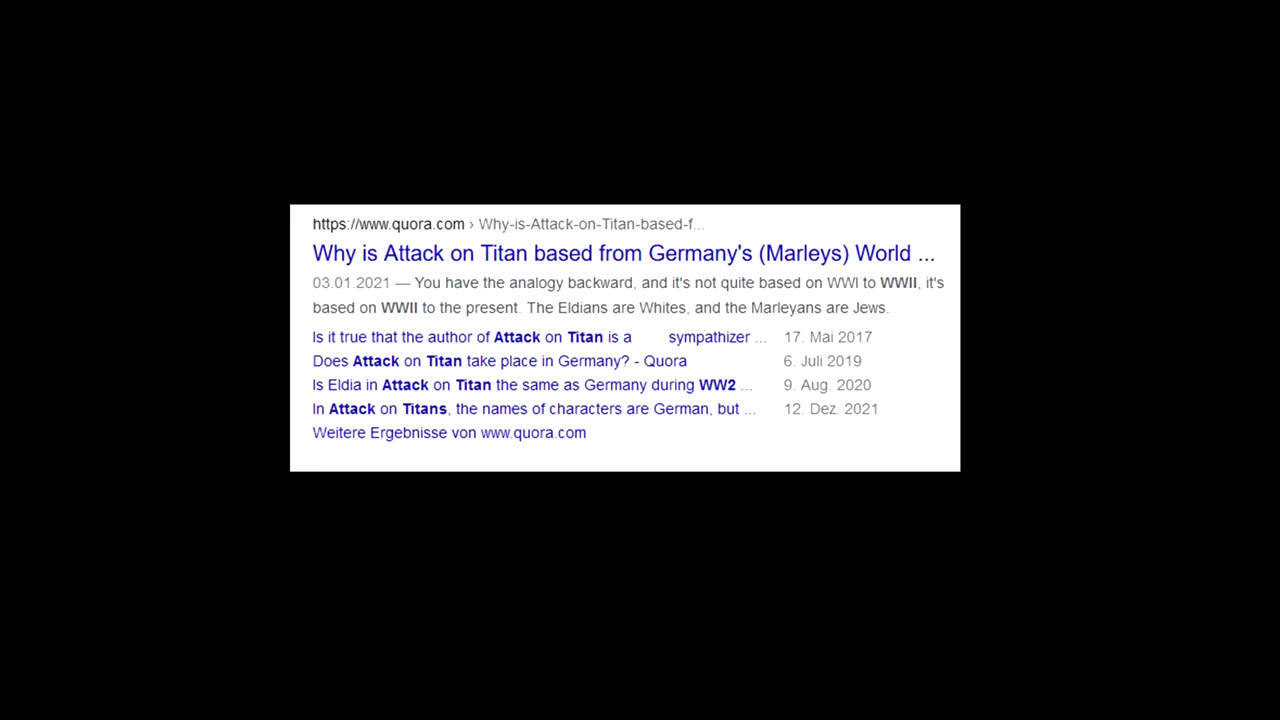 https://www.quora.com › Why-is-Attack-on-Titan-based-f...
Why is Attack on Titan based from Germany's (Marleys) World ...
03.01.2021 — You have the analogy backward, and it's not quite based on WWI to WWII, it's
based on WWII to the present. The Eldians are Whites, and the Marleyans are Jews.
Is it true that the author of Attack on Titan is a sympathizer ... 17. Mai 2017
Does Attack on Titan take place in Germany? - Quora 6. Juli 2019
Is Eldia in Attack on Titan the same as Germany during WW2 ... 9. Aug. 2020
In Attack on Titans, the names of characters are German, but ... 12. Dez. 2021
Weitere Ergebnisse von www.quora.com